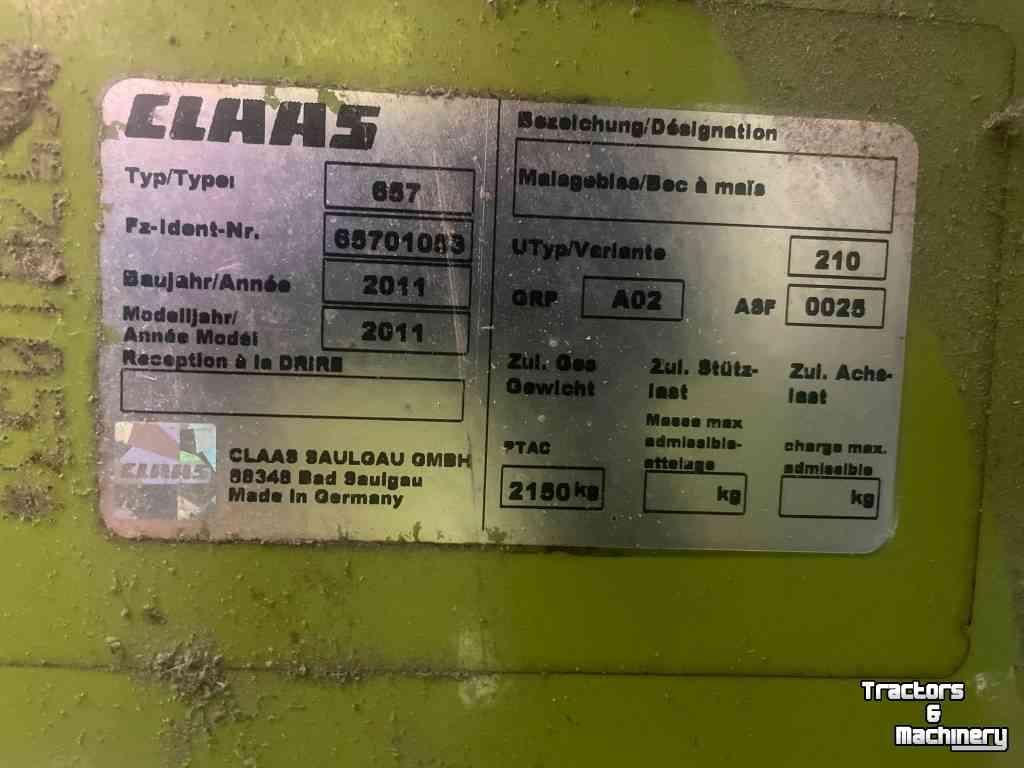 CLAAS
Typ/Type: 657
Fz-Ident-Nr. 65701053
Baujahr/Année 2011
Modelljahr/
Année Model 2011
Reception à la DRIRE
CLAAS SAULGAU GMBH
88348 Bad Saulgau
Made in Germany
Bezeichung/Désignation
Maisgebiss/Bec à maïs
UTyp/Variante 210
GRP A02 ASF 0025
Zul. Ges
Gewicht
PTAC
2150 kg
Zul. Stütz-
last
Masse max
admissible-
attelage
kg
Zul. Achs-
last
charge max.
admissible
kg
Tractors
&
Machinery